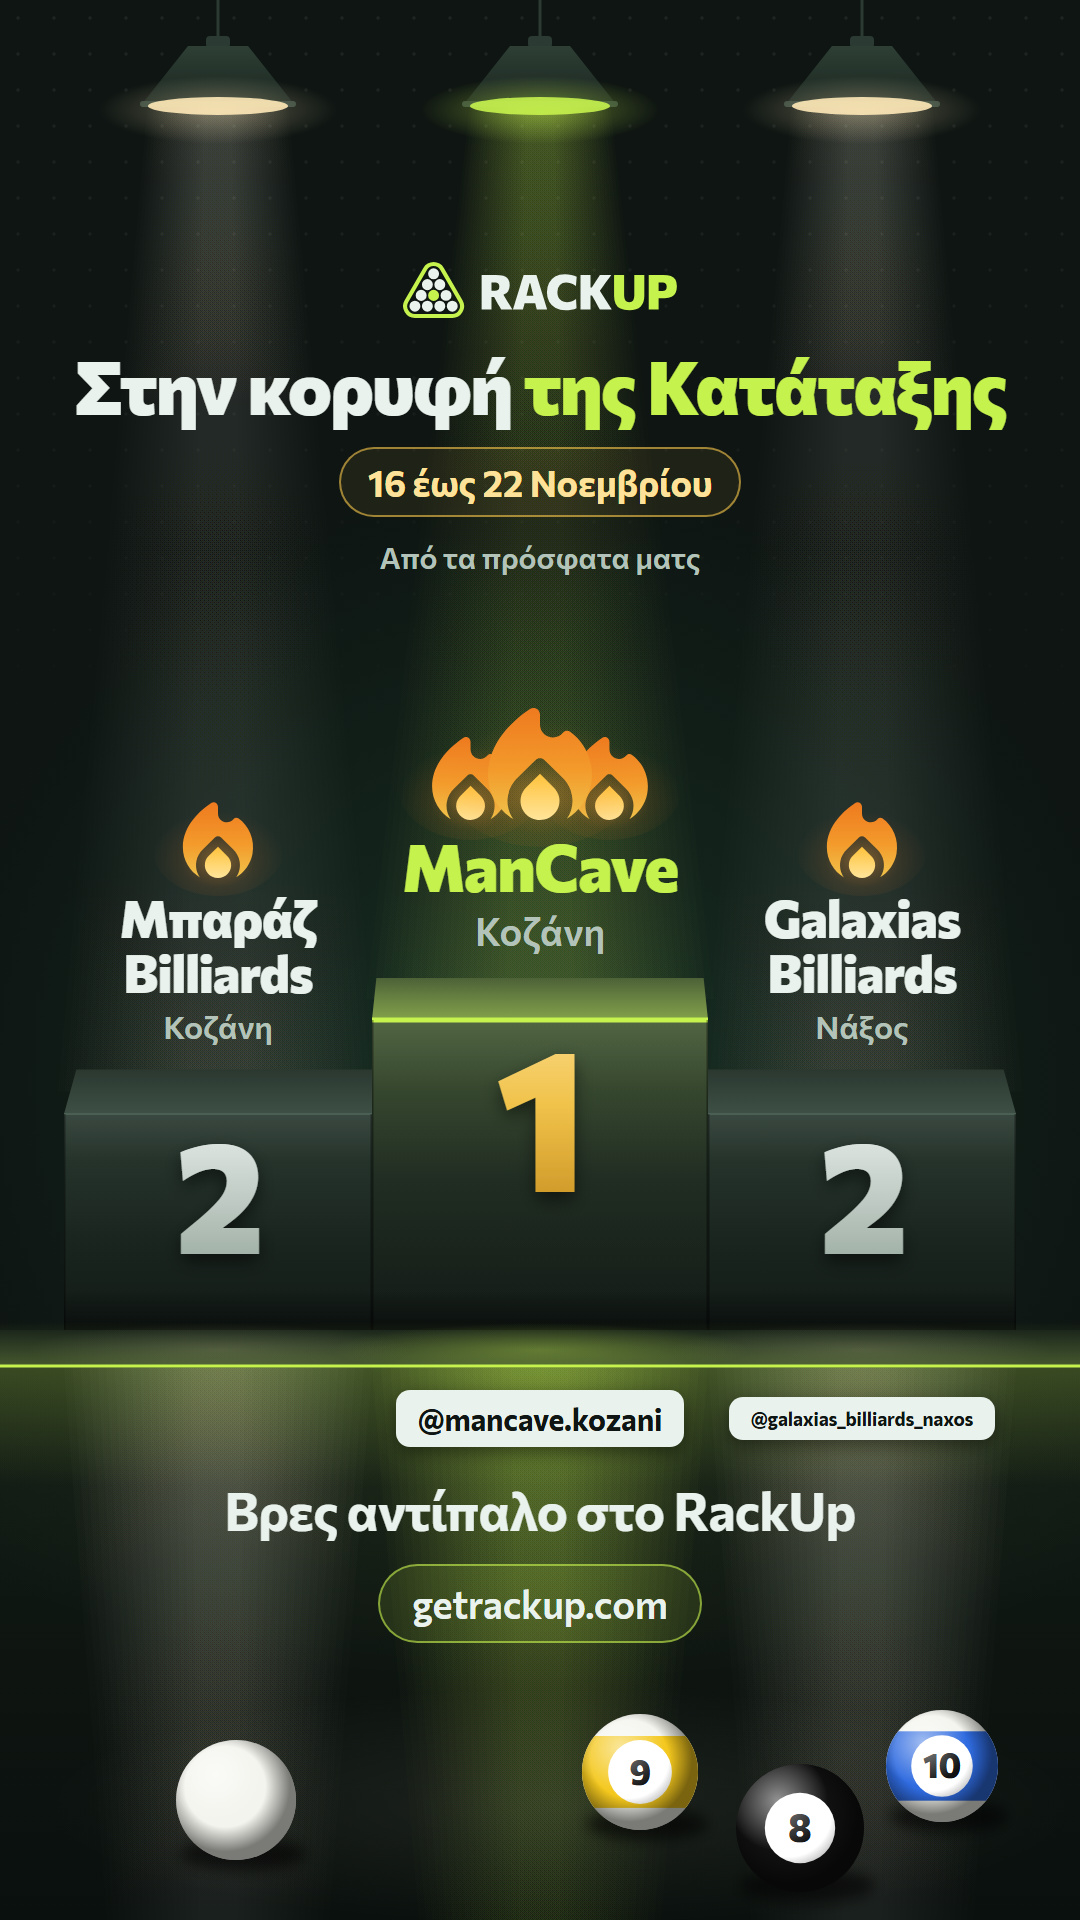 RACKUP
Στην κορυφή της Κατάταξης
16 έως 22 Νοεμβρίου
Από τα πρόσφατα ματς
ManCave
Κοζάνη
Μπαράζ
Billiards
Κοζάνη
Galaxias
Billiards
Νάξος
1
2
2
@mancave.kozani
@galaxias_billiards_naxos
Βρες αντίπαλο στο RackUp
getrackup.com
9
8
10